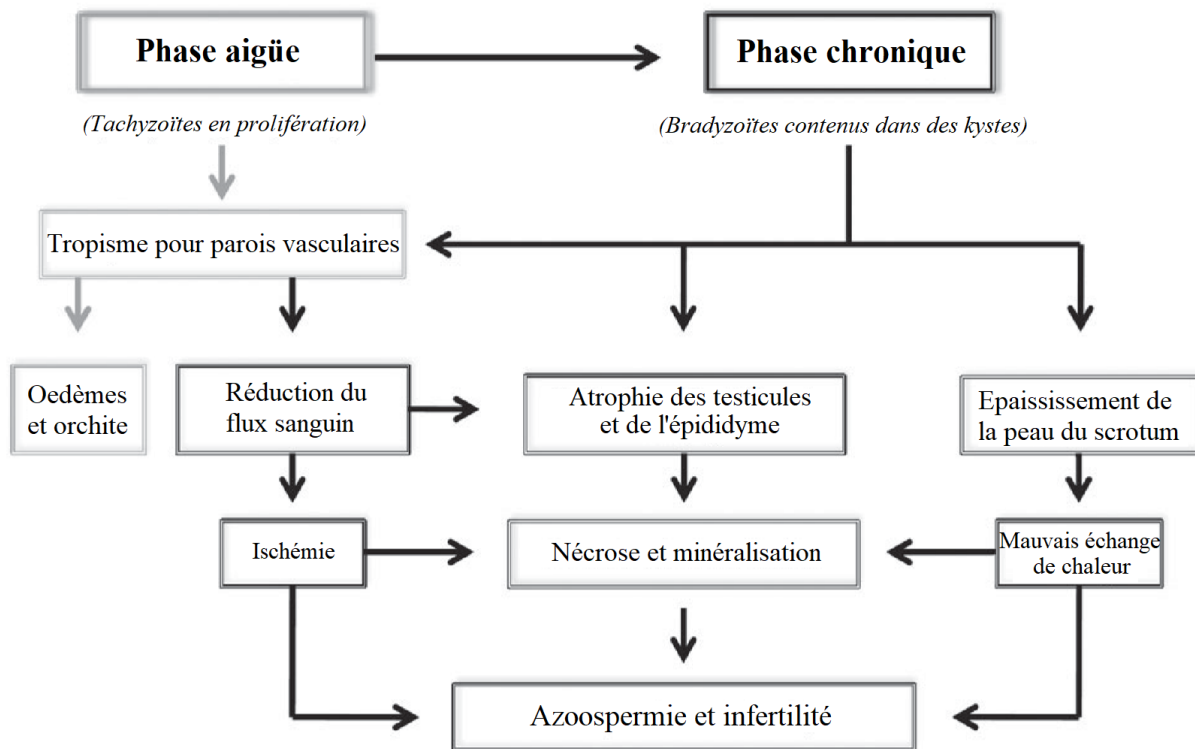 Phase aigüe
Phase chronique
(Tachyzoïtes en prolifération)
(Bradyzoïtes contenus dans des kystes)
Tropisme pour parois vasculaires
Oedèmes
et orchite
Réduction du
flux sanguin
Atrophie des testicules
et de l'épididyme
Epaississement de
la peau du scrotum
Ischémie
Nécrose et minéralisation
Mauvais échange
de chaleur
Azoospermie et infertilité